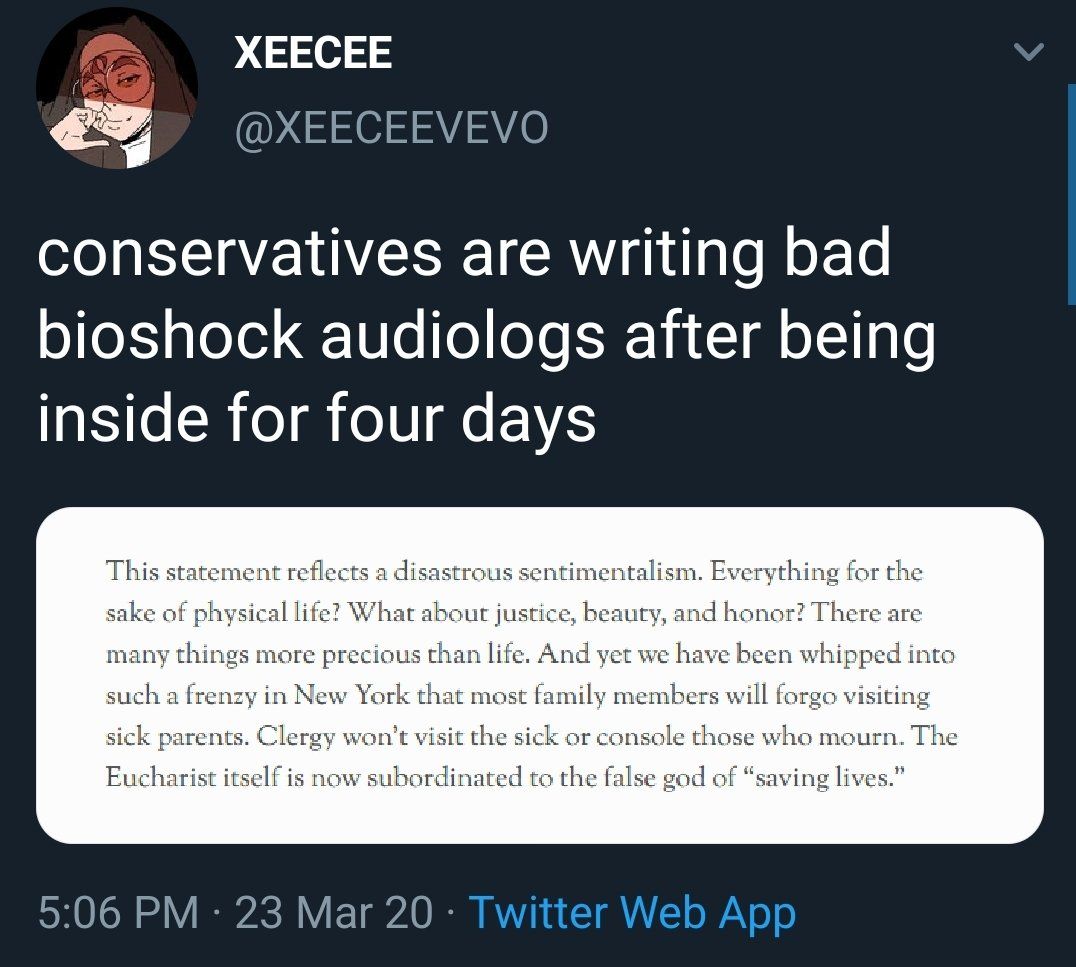 XEECEE
@XEECEEVEVO
conservatives are writing bad
bioshock audiologs after being
inside for four days
This statement reflects a disastrous sentimentalism. Everything for the
sake of physical life? What about justice, beauty, and honor? There are
many things more precious than life. And yet we have been whipped into
such a frenzy in New York that most family members will forgo visiting
sick parents. Clergy won’t visit the sick or console those who mourn. The
Eucharist itself is now subordinated to the false god of “saving lives.”
5:06 PM · 23 Mar 20 · Twitter Web App